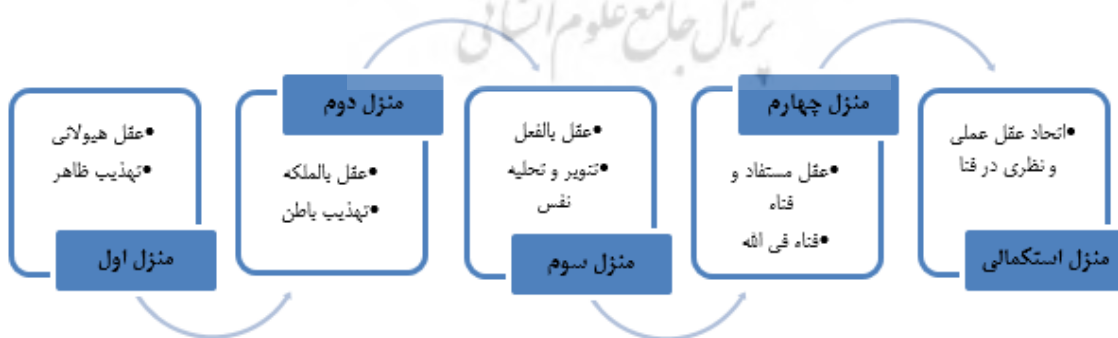 پرتال جامع علوم انسانی
•عقل هیولائی
•تهذیب ظاهر
منزل اول
منزل دوم
•عقل بالملکه
•تهذیب باطن
•عقل بالفعل
•تنویر و تحلیه
نفس
منزل سوم
منزل چهارم
•عقل مستفاد و
فناء
•فناء فی الله
•اتحاد عقل عملی
و نظری در فنا
منزل استکمالی